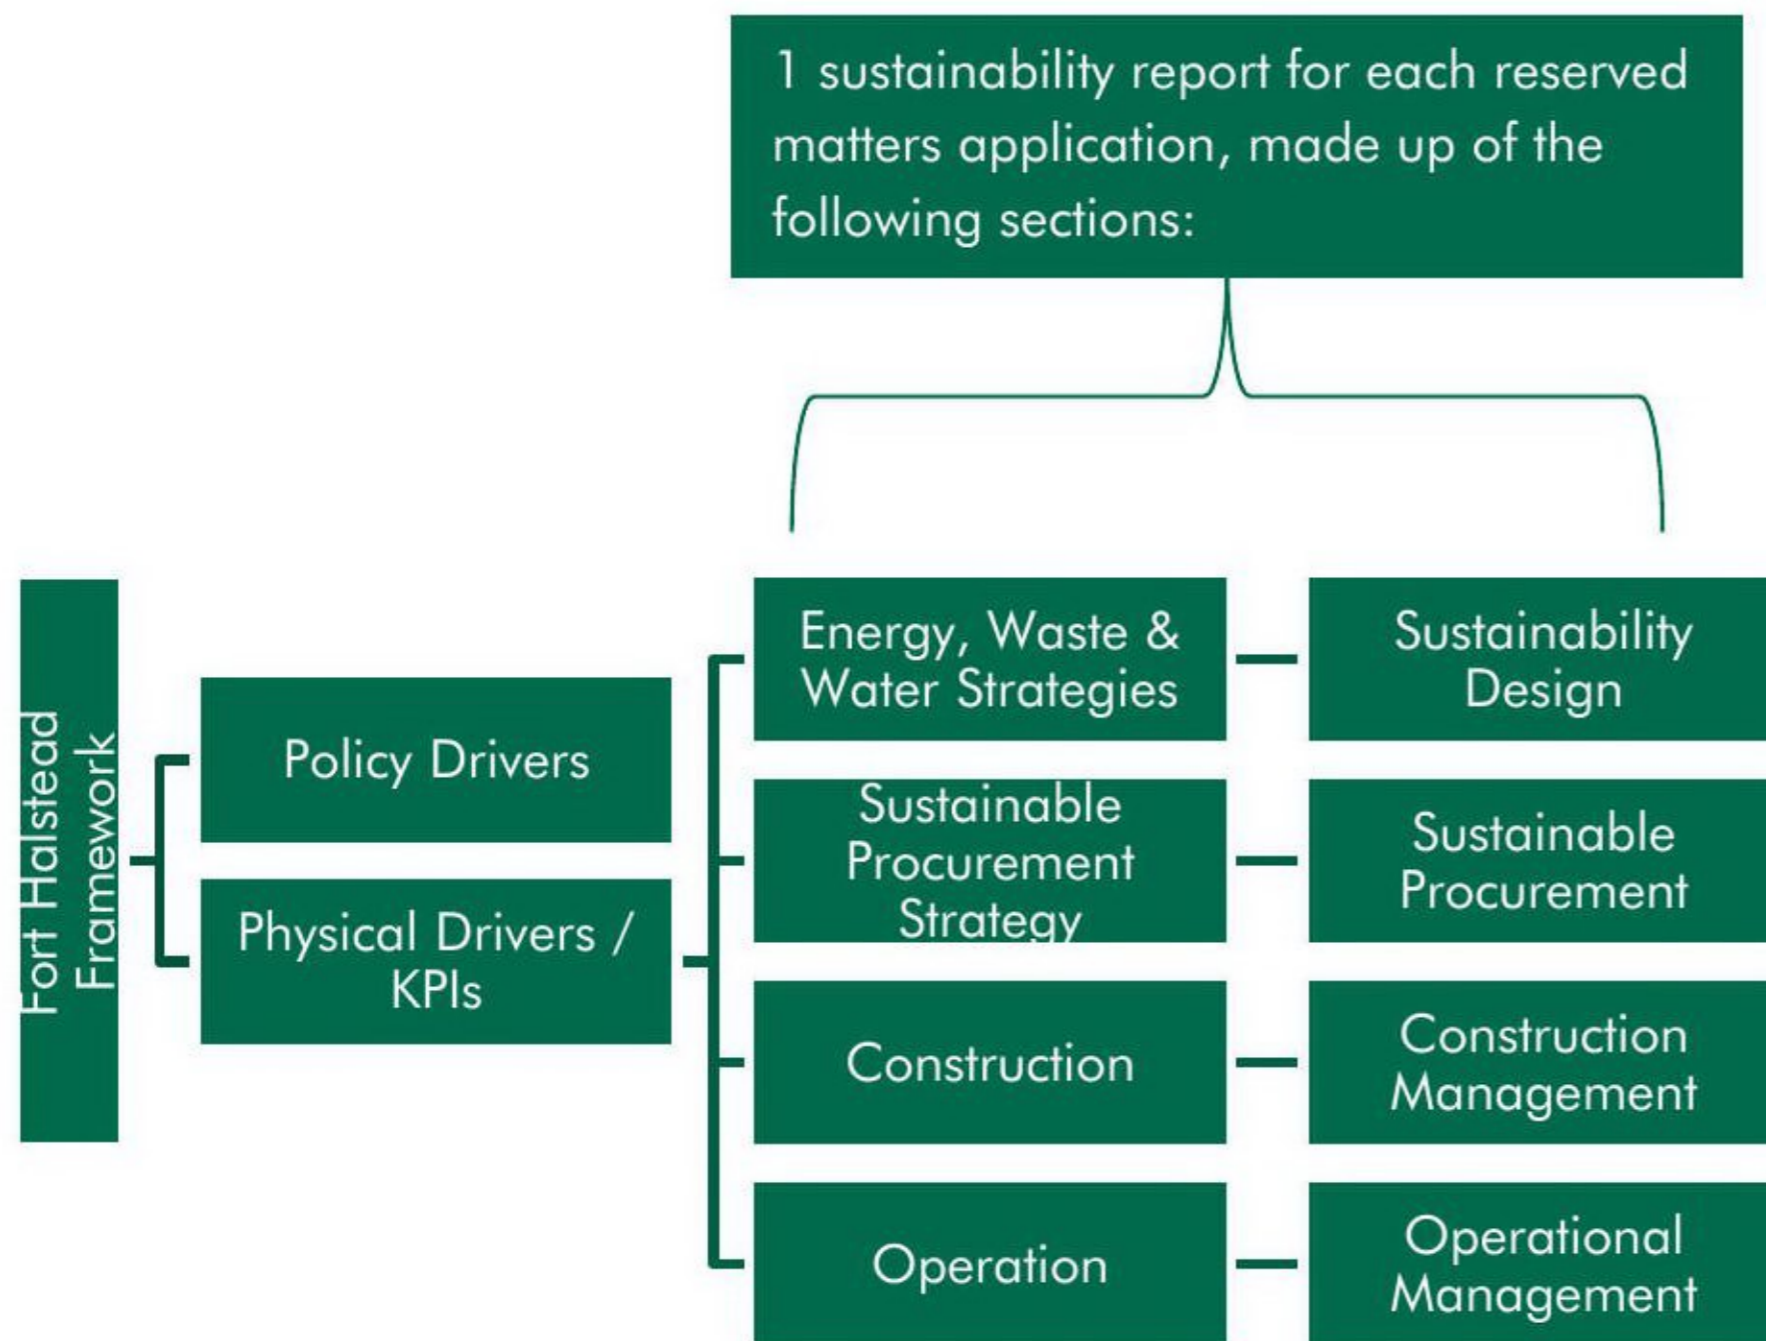 1 sustainability report for each reserved
matters application, made up of the
following sections:
Fort Halstead
Framework
Policy Drivers
Physical Drivers /
KPIs
Energy, Waste &
Water Strategies
Sustainability
Design
Sustainable
Procurement
Strategy
Sustainable
Procurement
Construction
Construction
Management
Operation
Operational
Management